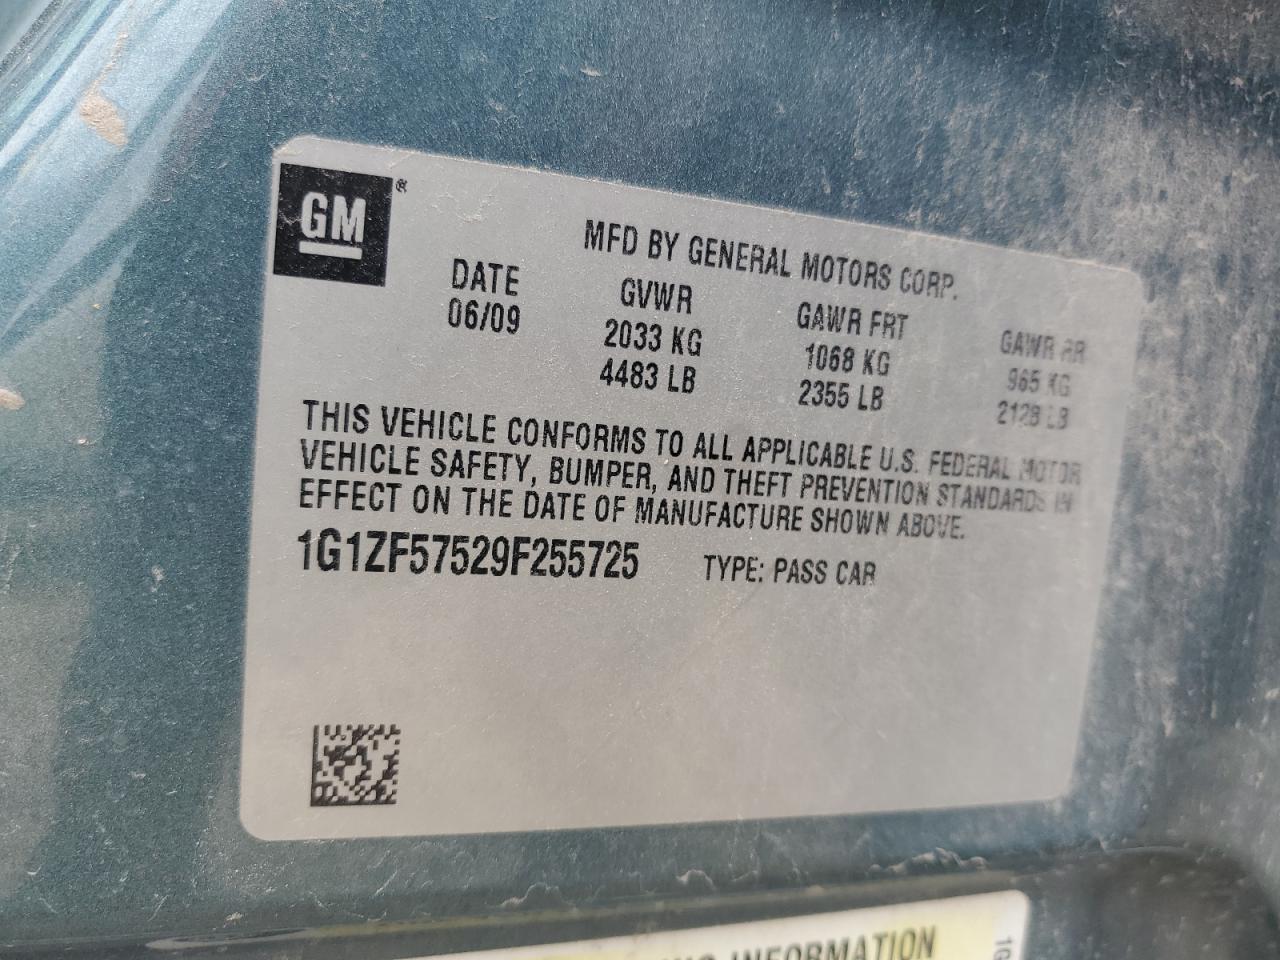 GM®
MFD BY GENERAL MOTORS CORP.
DATE GVWR GAWR FRT GAWR RR
06/09 2033 KG 1068 KG 965 KG
4483 LB 2355 LB 2128 LB
THIS VEHICLE CONFORMS TO ALL APPLICABLE U.S. FEDERAL MOTOR
VEHICLE SAFETY, BUMPER, AND THEFT PREVENTION STANDARDS IN
EFFECT ON THE DATE OF MANUFACTURE SHOWN ABOVE.
1G1ZF57529F255725 TYPE: PASS CAR
INFORMATION
1G